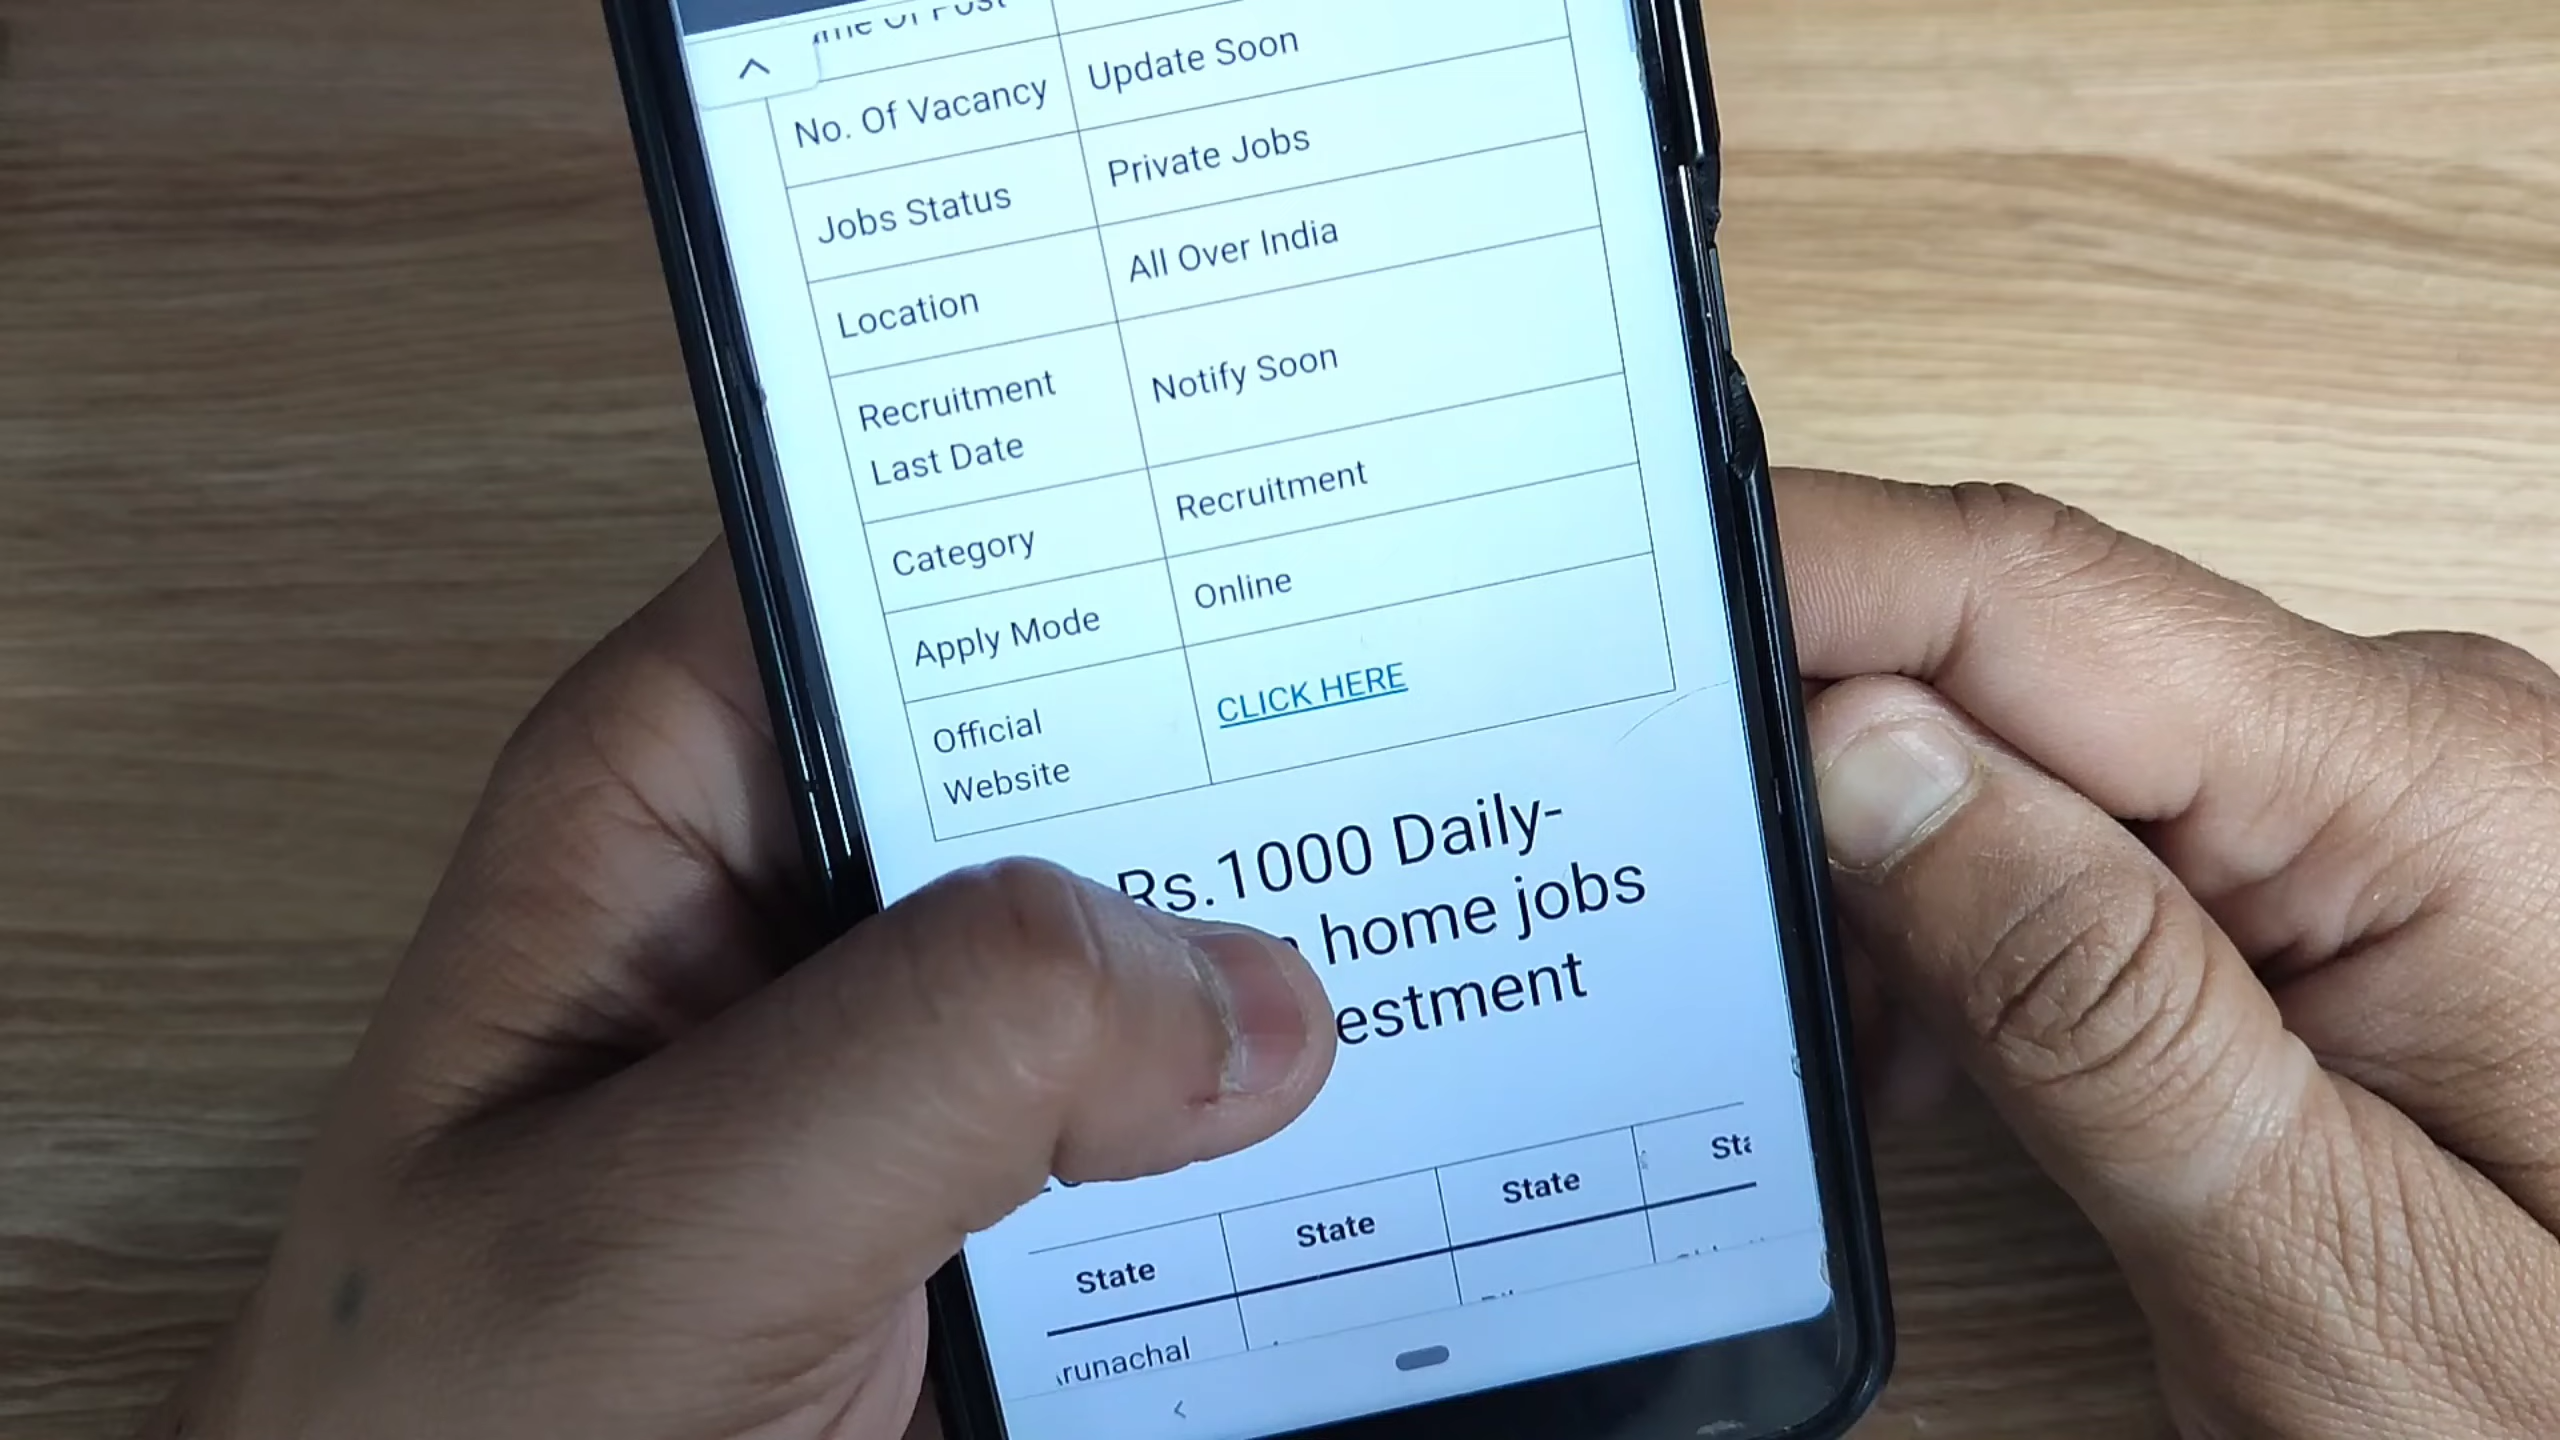 No. Of Vacancy Update Soon
Jobs Status Private Jobs
Location All Over India
Recruitment
Last Date Notify Soon
Category Recruitment
Apply Mode Online
Official
Website CLICK HERE
Rs.1000 Daily-
home jobs
State State State